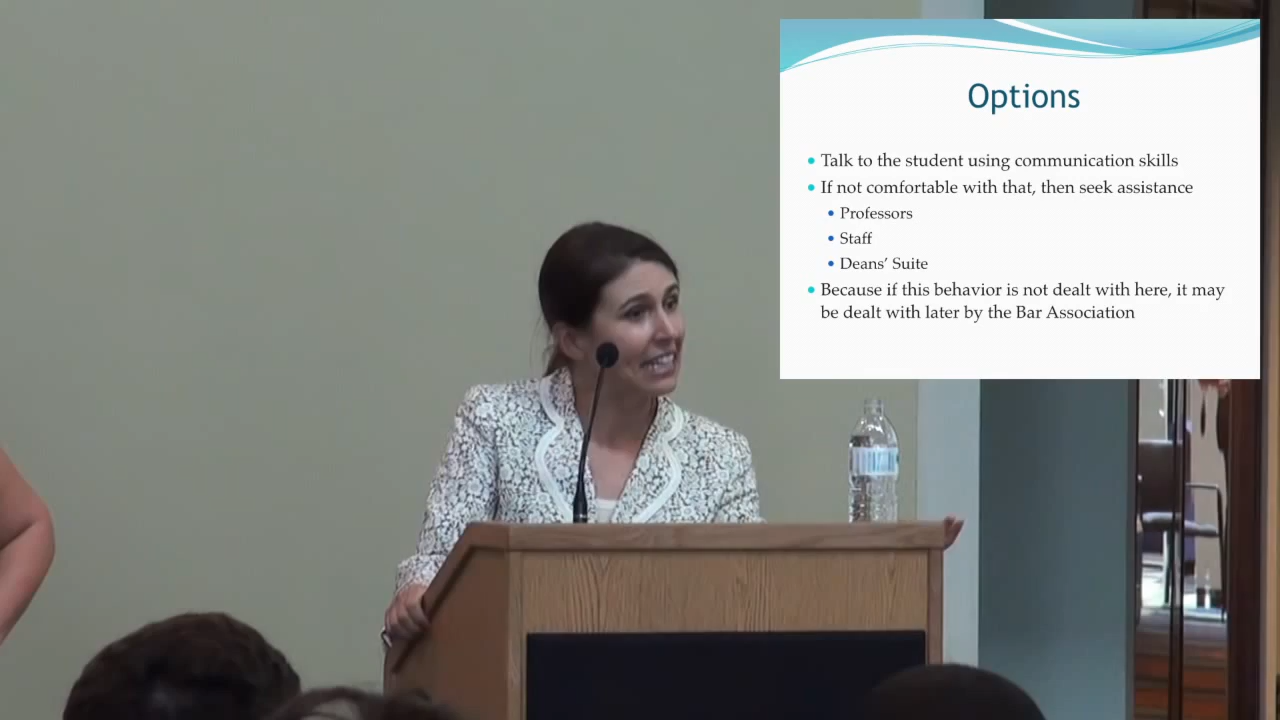 Options
Talk to the student using communication skills
If not comfortable with that, then seek assistance
Professors
Staff
Deans’ Suite
Because if this behavior is not dealt with here, it may
be dealt with later by the Bar Association